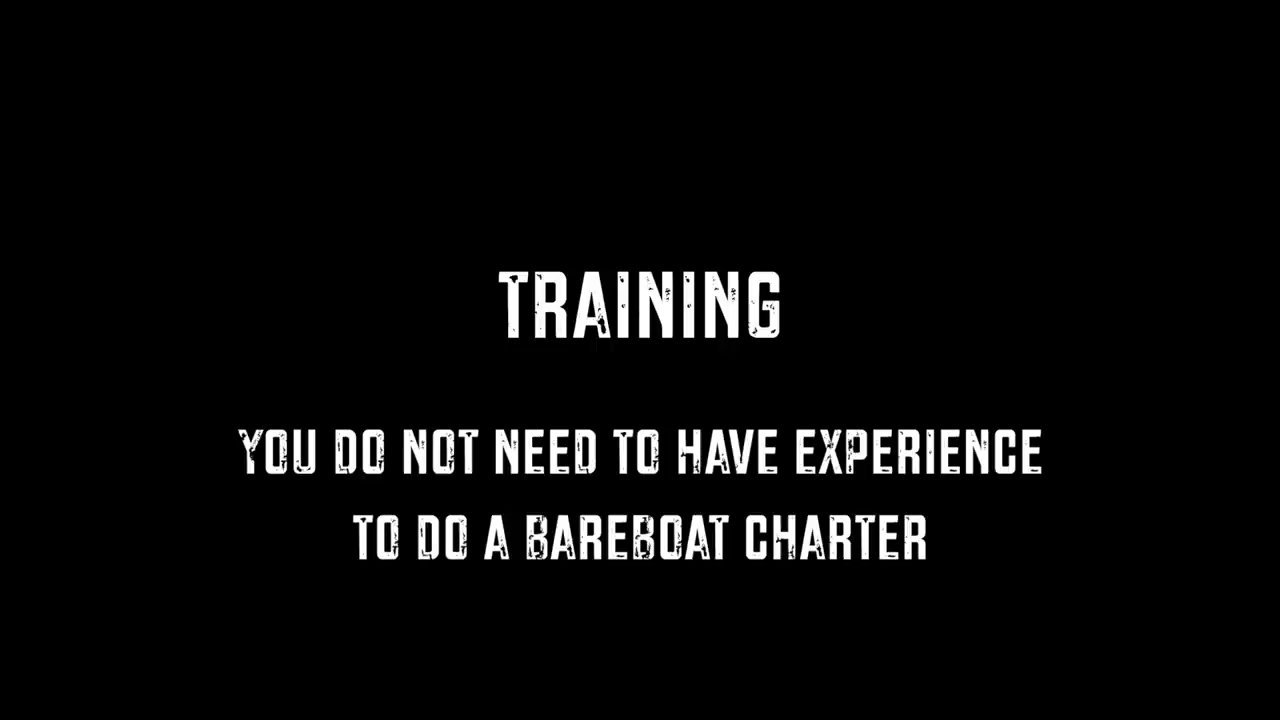 TRAINING
YOU DO NOT NEED TO HAVE EXPERIENCE
TO DO A BAREBOAT CHARTER